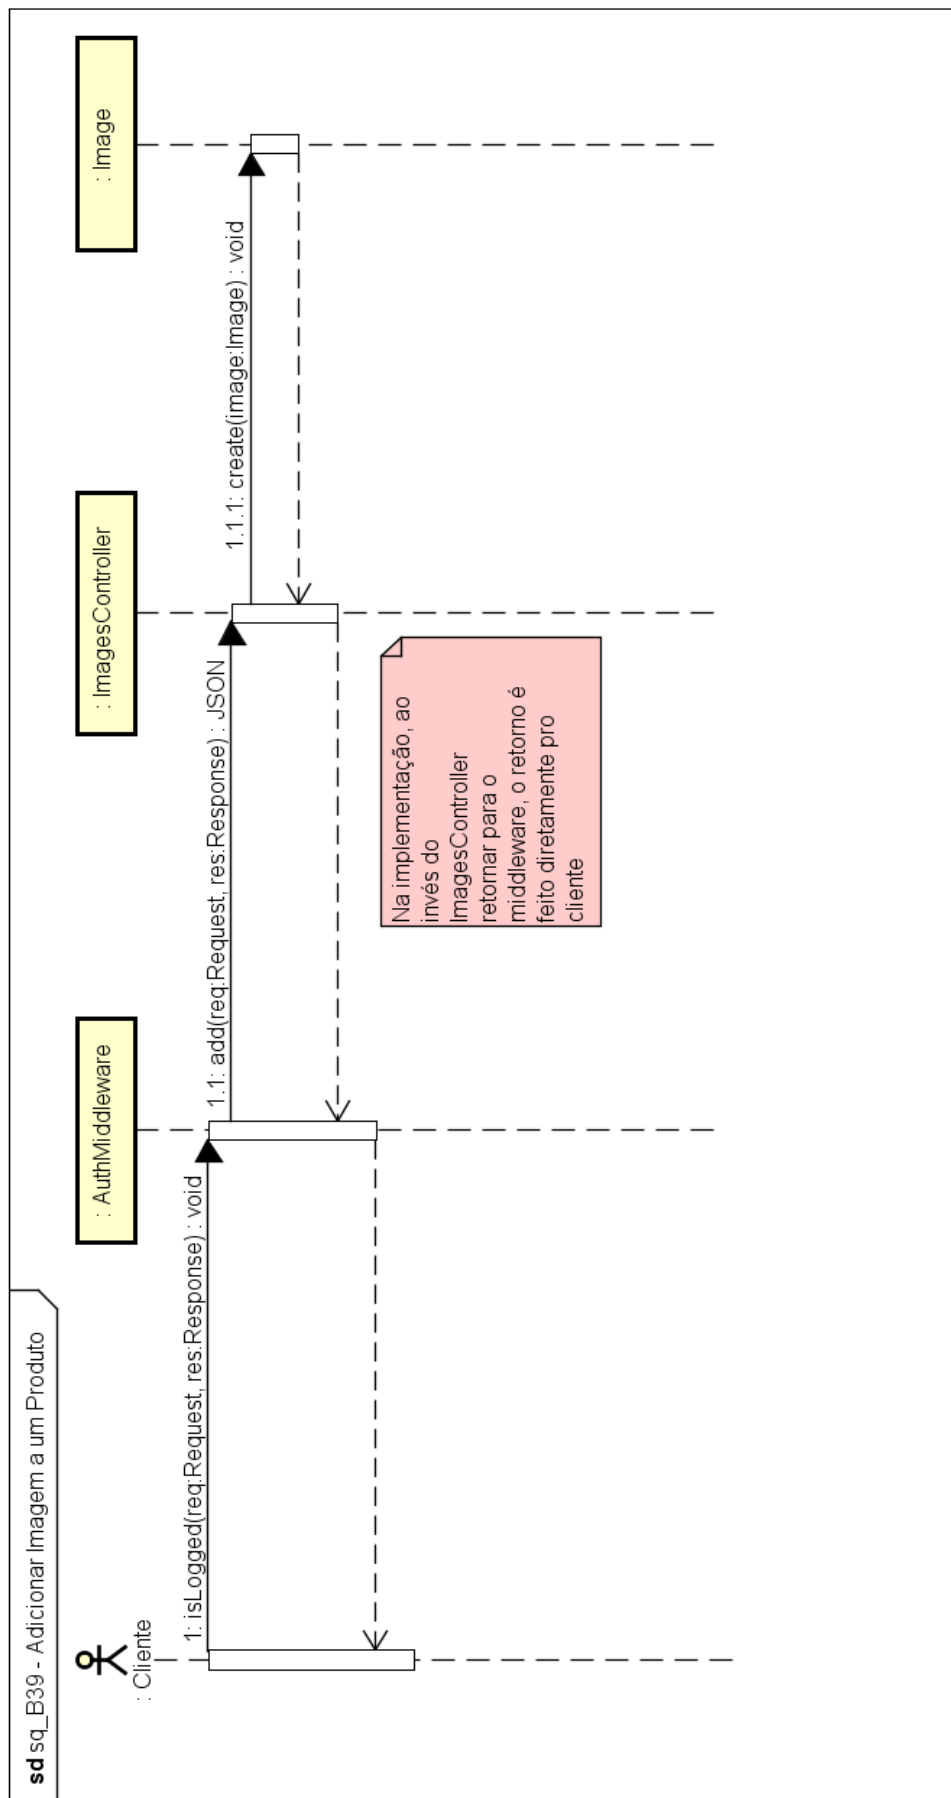 sd sq_B39 - Adicionar Imagem a um Produto
: Cliente
: AuthMiddleware
: ImagesController
: Image
1: isLogged(req:Request, res:Response) : void
1.1: add(req:Request, res:Response) : JSON
1.1.1: create(image:Image) : void
Na implementação, ao
invés do
ImagesController
retornar para o
middleware, o retorno é
feito diretamente pro
cliente